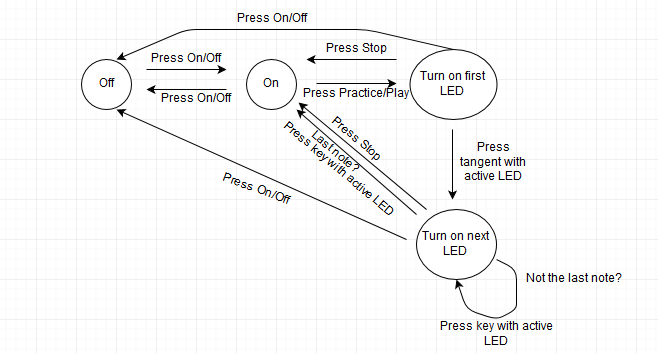 Press On/Off
Press Stop
Press On/Off
Off
On
Turn on first
LED
Press On/Off
Press Practice/Play
Press Stop
Last note?
Press key with active LED
Press
tangent with
active LED
Press On/Off
Turn on next
LED
Not the last note?
Press key with active
LED